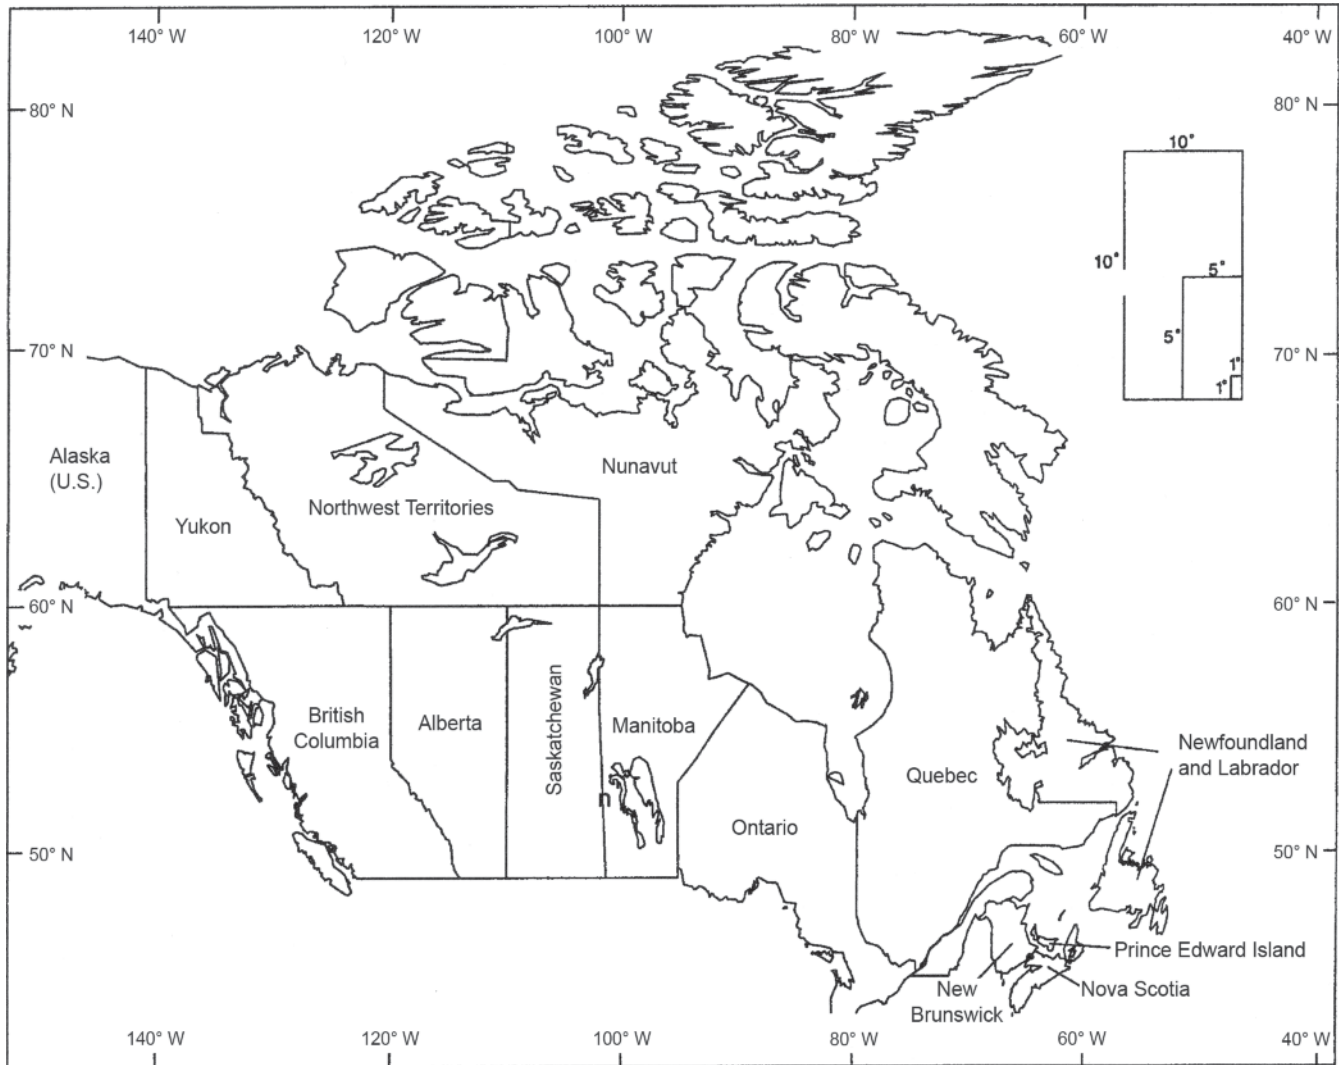 140° W
120° W
100° W
80° W
60° W
40° W
80° N
80° N
10°
10°
5°
5°
1°
1°
70° N
70° N
Alaska
(U.S.)
Nunavut
Northwest Territories
Yukon
60° N
60° N
British
Columbia
Alberta
Saskatchewan
Manitoba
n
Quebec
Newfoundland
and Labrador
Ontario
50° N
50° N
Prince Edward Island
New
Brunswick
Nova Scotia
140° W
120° W
100° W
80° W
60° W
40° W